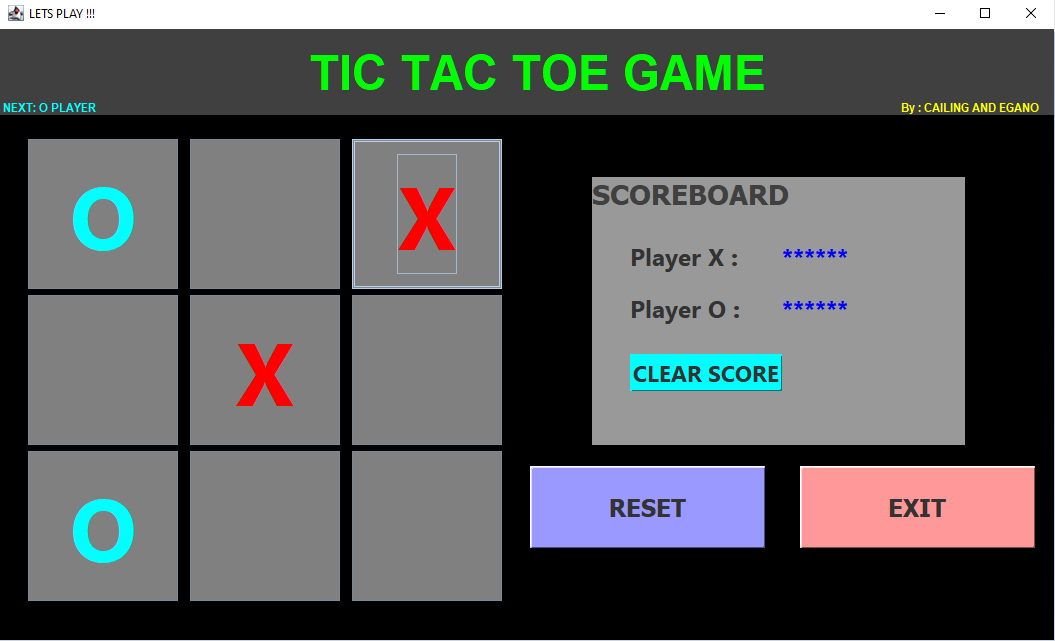 LETS PLAY !!!
TIC TAC TOE GAME
NEXT: O PLAYER
By : CAILING AND EGANO
O
X
X
O
SCOREBOARD
Player X : ******
Player O : ******
CLEAR SCORE
RESET
EXIT